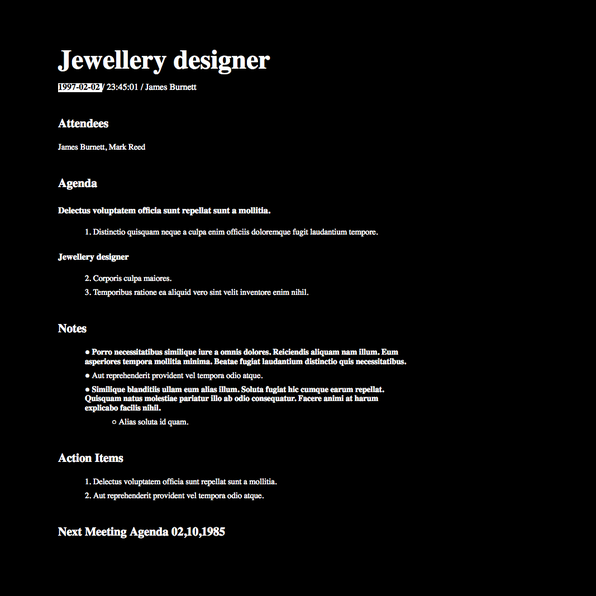 Jewellery designer
1997-02-02 / 23:45:01 / James Burnett
Attendees
James Burnett, Mark Reed
Agenda
Delectus voluptatem officia sunt repellat sunt a mollitia.
1. Distinctio quisquam neque a culpa enim officiis doloremque fugit laudantium tempore.
Jewellery designer
2. Corporis culpa maiores.
3. Temporibus ratione ea aliquid vero sint velit inventore enim nihil.
Notes
● Porro necessitatibus similique iure a omnis dolores. Reiciendis aliquam nam illum. Eum
asperiores tempora mollitia minima. Beatae fugiat laudantium distinctio quis necessitatibus.
● Aut reprehenderit provident vel tempora odio atque.
● Similique blanditiis ullam eum alias illum. Soluta fugiat hic cumque earum repellat.
Quisquam natus molestiae pariatur illo ab odio consequatur. Facere animi at harum
explicabo facilis nihil.
○ Alias soluta id quam.
Action Items
1. Delectus voluptatem officia sunt repellat sunt a mollitia.
2. Aut reprehenderit provident vel tempora odio atque.
Next Meeting Agenda 02,10,1985